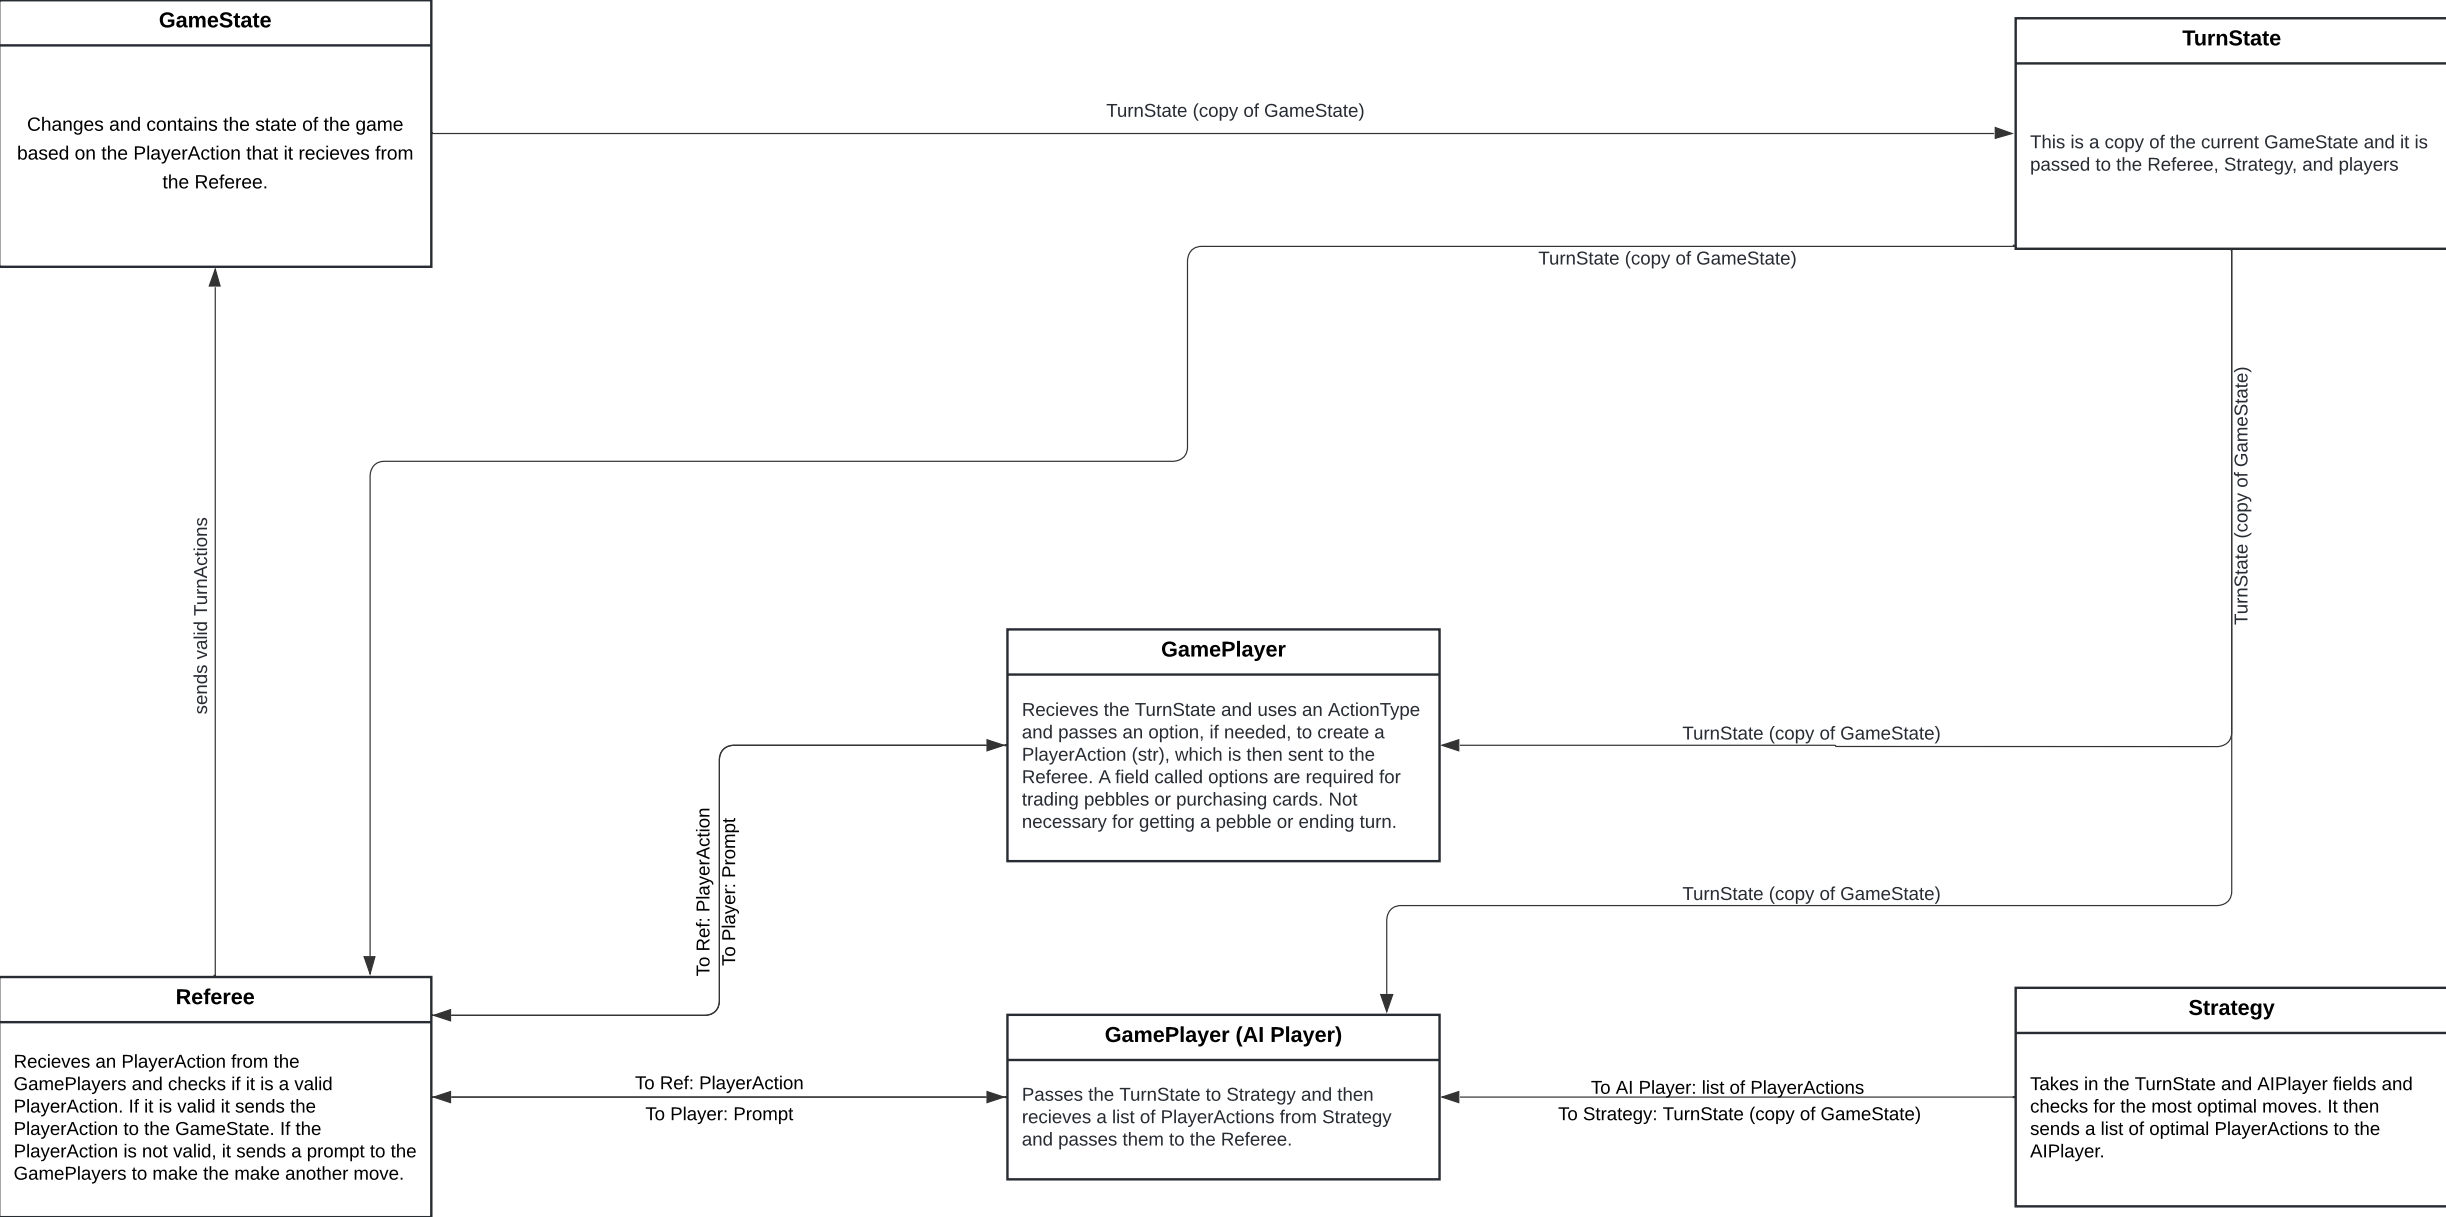 GameState
Changes and contains the state of the game
based on the PlayerAction that it recieves from
the Referee.
TurnState (copy of GameState)
TurnState
This is a copy of the current GameState and it is
passed to the Referee, Strategy, and players
TurnState (copy of GameState)
TurnState (copy of GameState)
sends valid TurnActions
GamePlayer
Recieves the TurnState and uses an ActionType
and passes an option, if needed, to create a
PlayerAction (str), which is then sent to the
Referee. A field called options are required for
trading pebbles or purchasing cards. Not
necessary for getting a pebble or ending turn.
TurnState (copy of GameState)
To Ref: PlayerAction
To Player: Prompt
TurnState (copy of GameState)
Referee
Recieves an PlayerAction from the
GamePlayers and checks if it is a valid
PlayerAction. If it is valid it sends the
PlayerAction to the GameState. If the
PlayerAction is not valid, it sends a prompt to the
GamePlayers to make the make another move.
To Ref: PlayerAction
To Player: Prompt
GamePlayer (AI Player)
Passes the TurnState to Strategy and then
recieves a list of PlayerActions from Strategy
and passes them to the Referee.
To AI Player: list of PlayerActions
To Strategy: TurnState (copy of GameState)
Strategy
Takes in the TurnState and AIPlayer fields and
checks for the most optimal moves. It then
sends a list of optimal PlayerActions to the
AIPlayer.